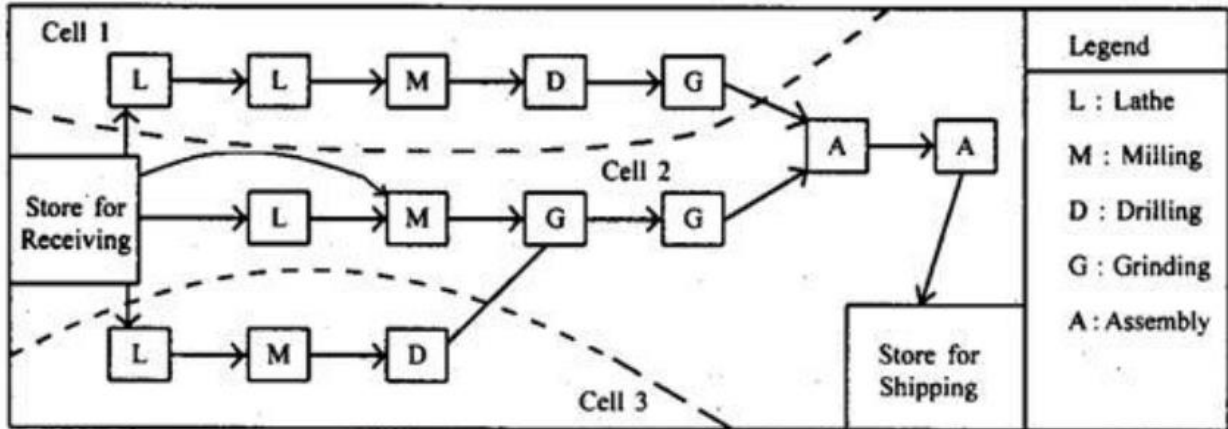 Cell 1
L
L
M
D
G
A
A
Store for
Receiving
Cell 2
L
M
G
G
L
M
D
Cell 3
Store for
Shipping
Legend
L : Lathe
M : Milling
D : Drilling
G : Grinding
A : Assembly